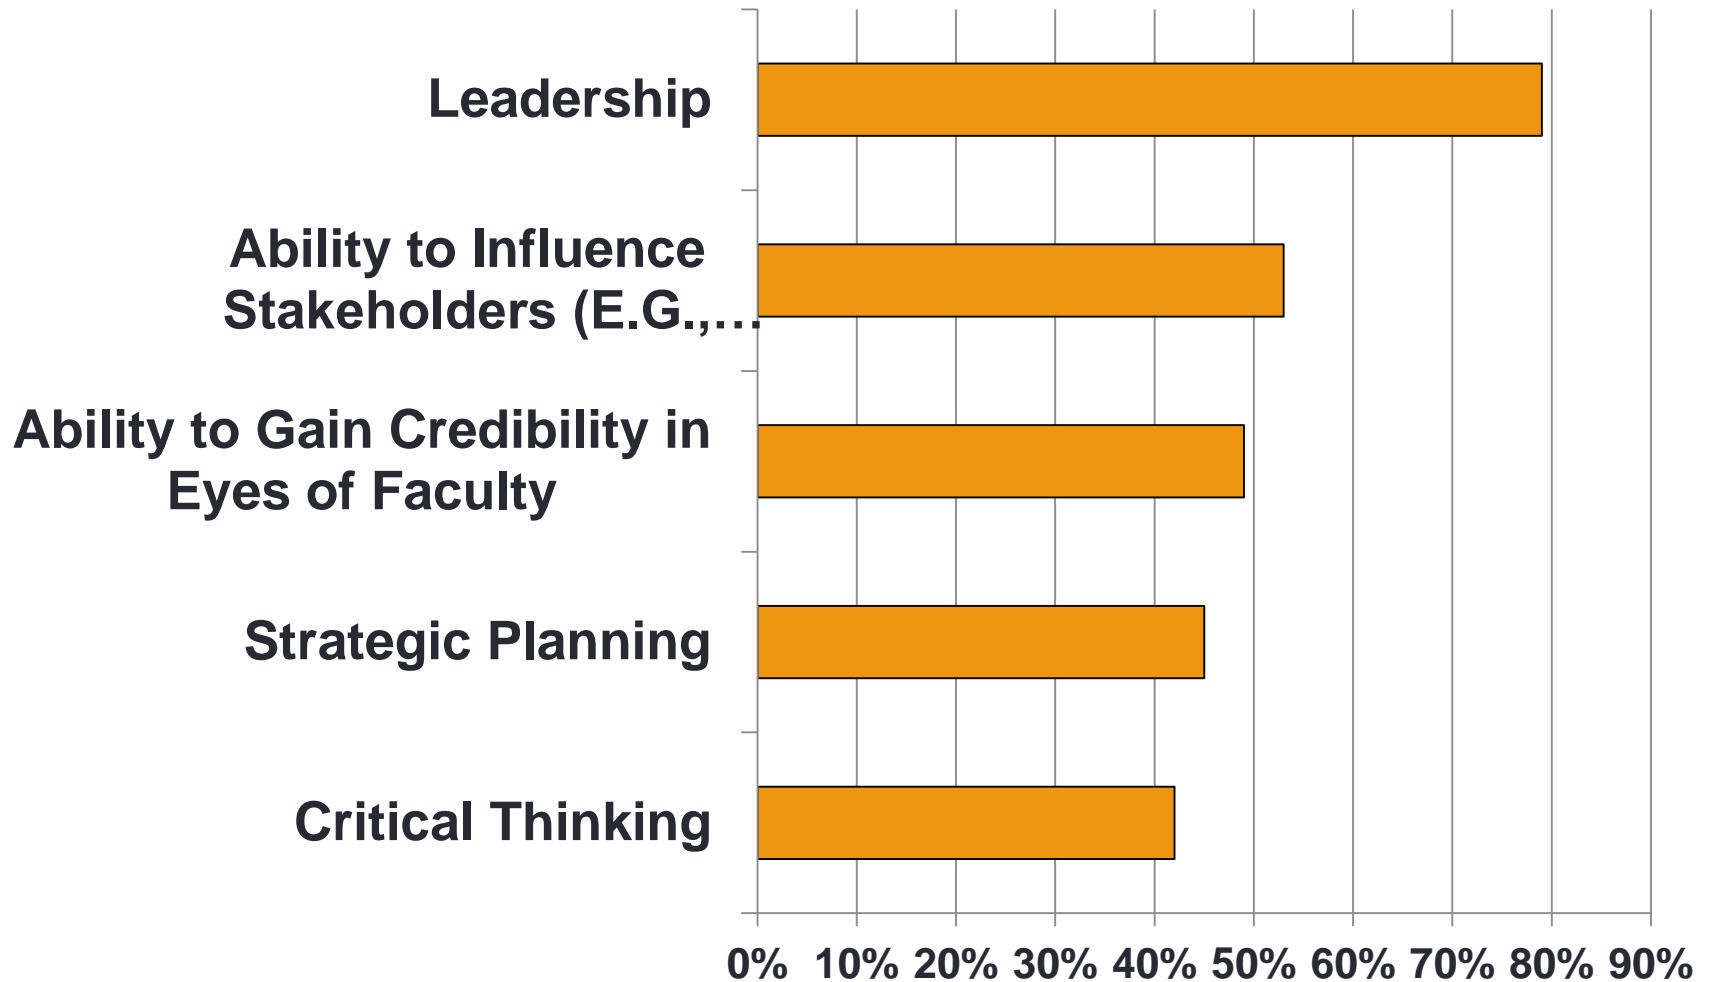 Leadership
Ability to Influence
Stakeholders (E.G.,…
Ability to Gain Credibility in
Eyes of Faculty
Strategic Planning
Critical Thinking
0% 10% 20% 30% 40% 50% 60% 70% 80% 90%